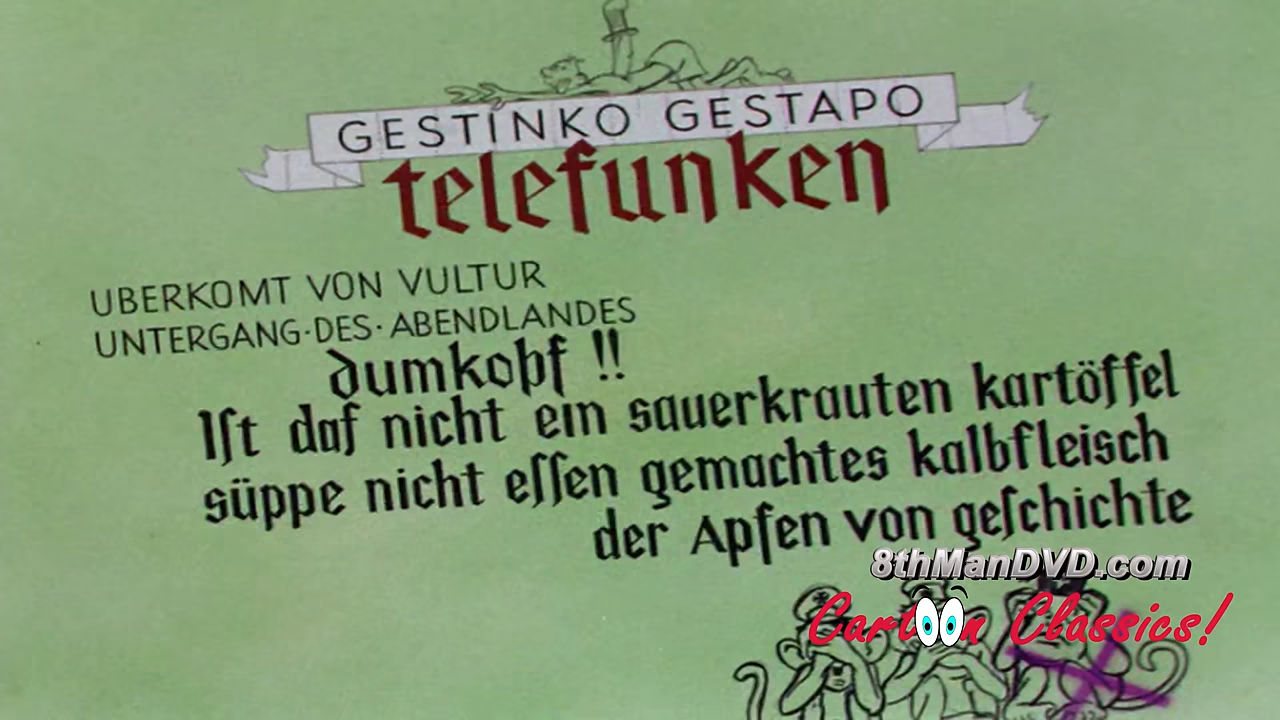 GESTINKO GESTAPO
telefunken
UBERKOMT VON VULTUR
UNTERGANG·DES·ABENDLANDES
dumkopf !!
Iſt daf nicht ein sauerkrauten kartöffel
süppe nicht eſſen gemachtes kalbfleisch
der Apfen von geſchichte
8thManDVD.com
Cartoon Classics!